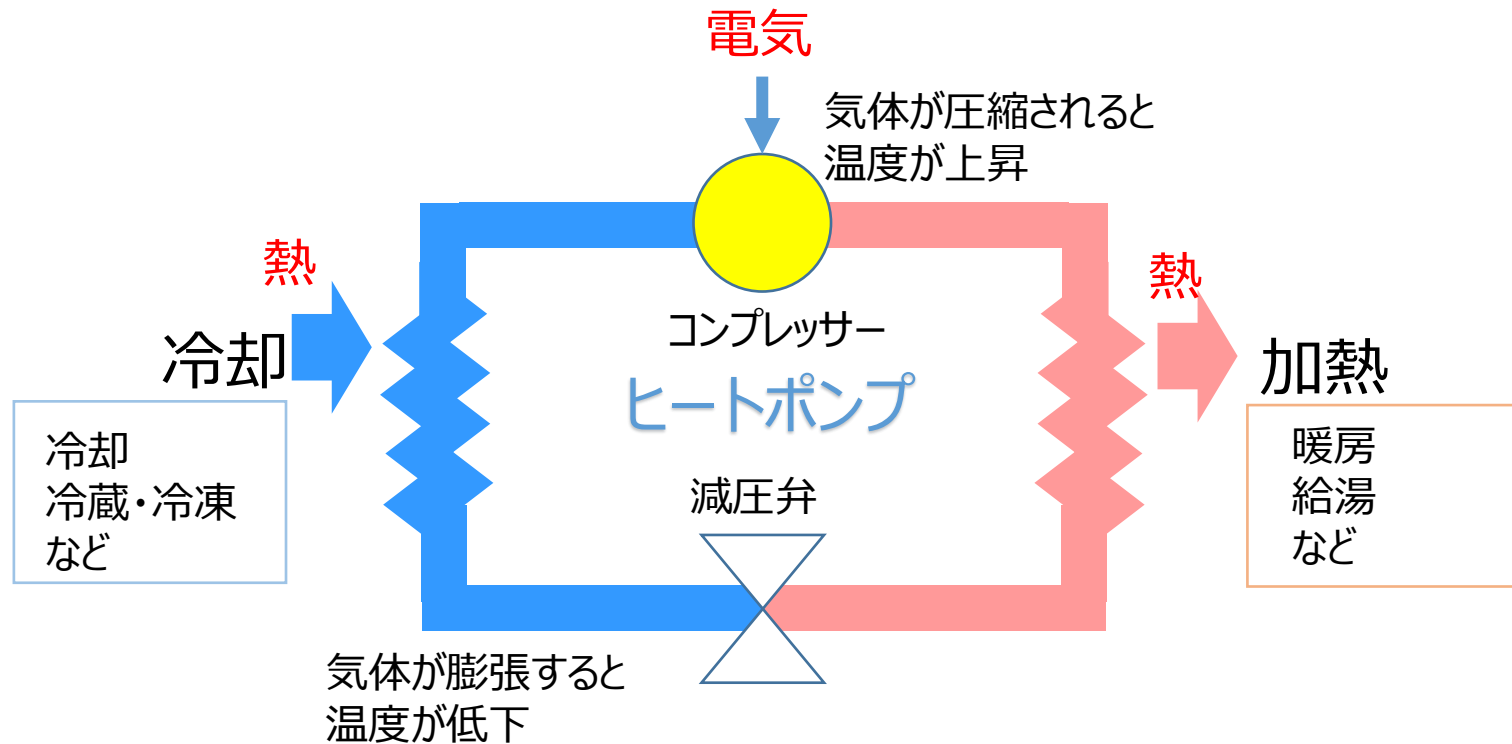 電気
気体が圧縮されると
温度が上昇
熱
熱
コンプレッサー
冷却
加熱
ヒートポンプ
冷却
冷蔵・冷凍
など
暖房
給湯
など
減圧弁
気体が膨張すると
温度が低下